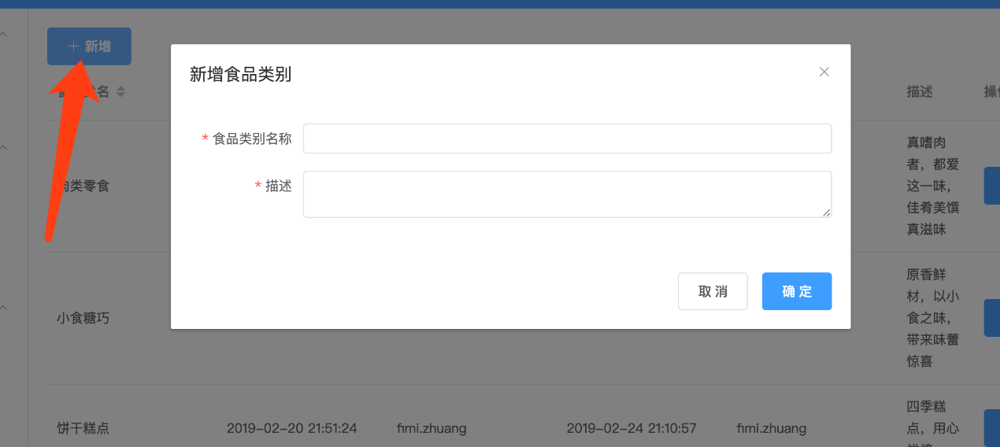 新增
新增食品类别
名
描述
* 食品类别名称
* 描述
取 消
确 定
真嗜肉
者，都爱
这一味，
佳肴美馔
真滋味
肉类零食
原香鲜
材，以小
食之味，
带来味蕾
惊喜
小食糖巧
四季糕
点，用心
饼干糕点
2019-02-20 21:51:24
fimi.zhuang
2019-02-24 21:10:57
fimi.zhuang